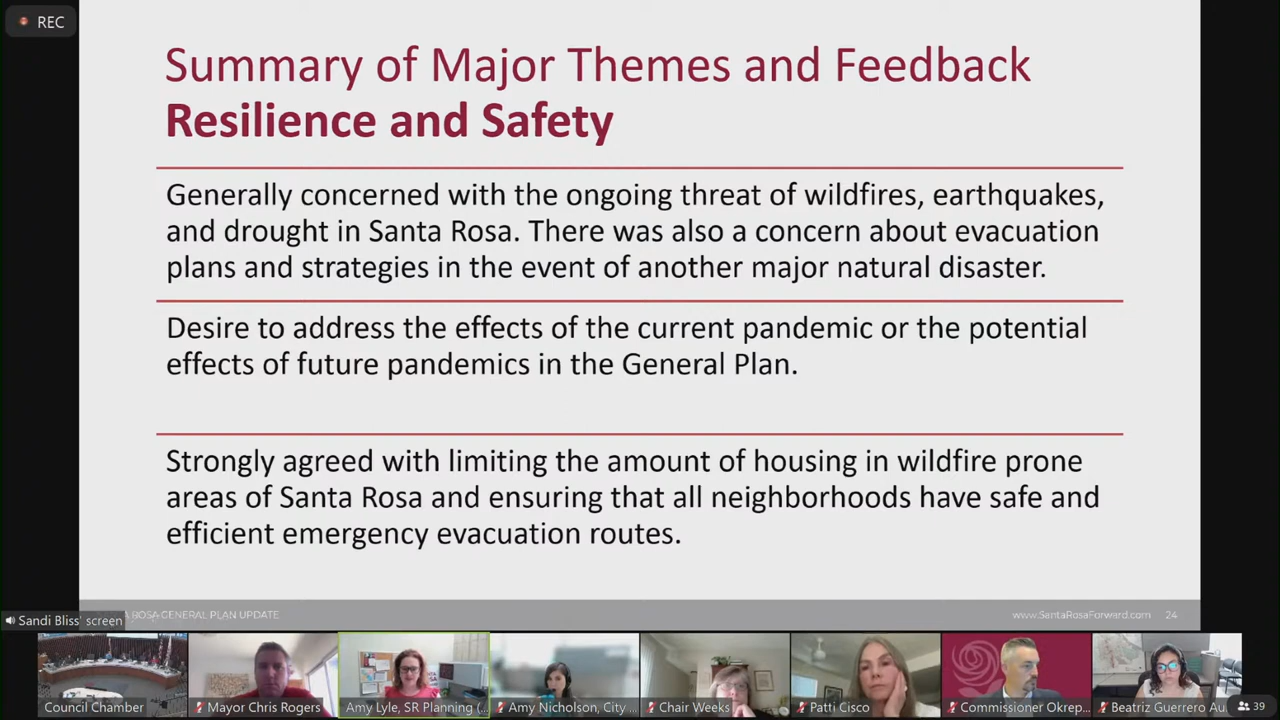 REC
Summary of Major Themes and Feedback
Resilience and Safety
Generally concerned with the ongoing threat of wildfires, earthquakes,
and drought in Santa Rosa. There was also a concern about evacuation
plans and strategies in the event of another major natural disaster.
Desire to address the effects of the current pandemic or the potential
effects of future pandemics in the General Plan.
Strongly agreed with limiting the amount of housing in wildfire prone
areas of Santa Rosa and ensuring that all neighborhoods have safe and
efficient emergency evacuation routes.
ROSA GENERAL PLAN UPDATE
www.SantaRosaForward.com 24
Sandi Bliss' screen
Council Chamber
Mayor Chris Rogers
Amy Lyle, SR Planning (...
Amy Nicholson, City ...
Chair Weeks
Patti Cisco
Commissioner Okrep...
Beatriz Guerrero Au
39